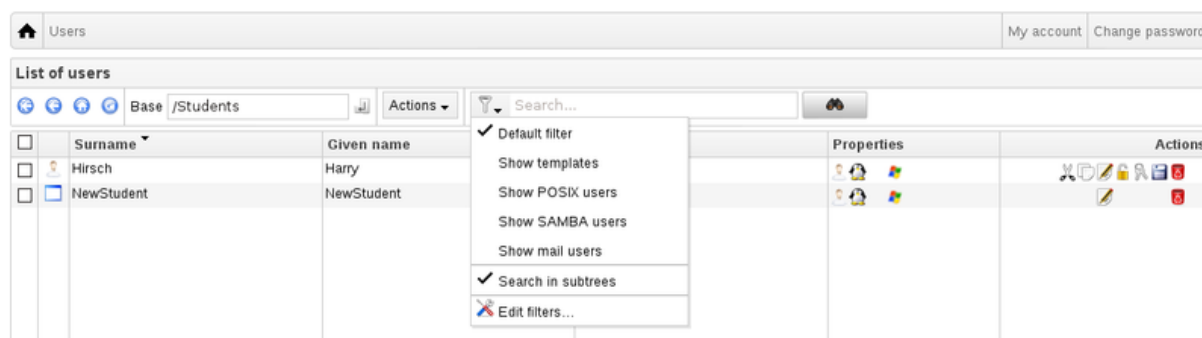 Users My account Change password
List of users
Base /Students Actions Search...
Surname Given name Properties Actions
Default filter
Hirsch Harry
Show templates
NewStudent NewStudent
Show POSIX users
Show SAMBA users
Show mail users
Search in subtrees
Edit filters...